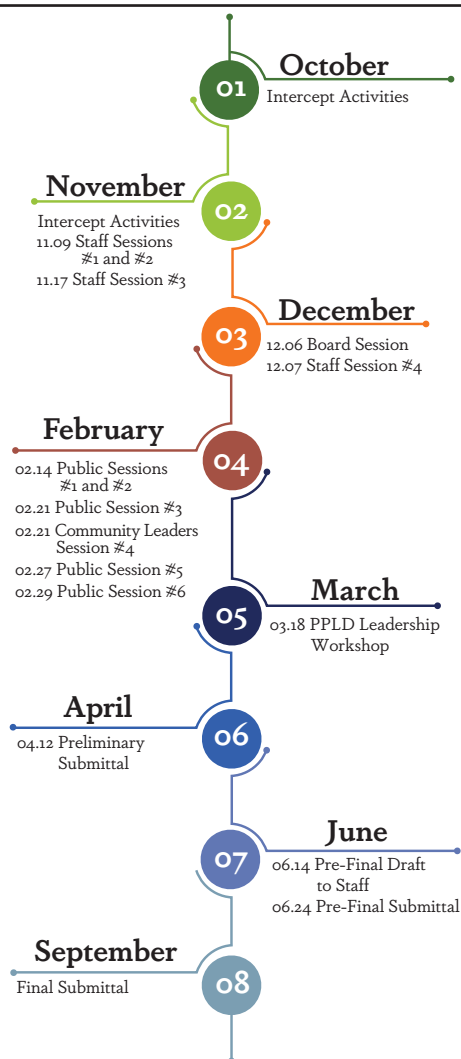 October
01
Intercept Activities
November
02
Intercept Activities
11.09 Staff Sessions
#1 and #2
11.17 Staff Session #3
December
03
12.06 Board Session
12.07 Staff Session #4
February
04
02.14 Public Sessions
#1 and #2
02.21 Public Session #3
02.21 Community Leaders
Session #4
02.27 Public Session #5
02.29 Public Session #6
March
05
03.18 PPLD Leadership
Workshop
April
06
04.12 Preliminary
Submittal
June
07
06.14 Pre-Final Draft
to Staff
06.24 Pre-Final Submittal
September
08
Final Submittal